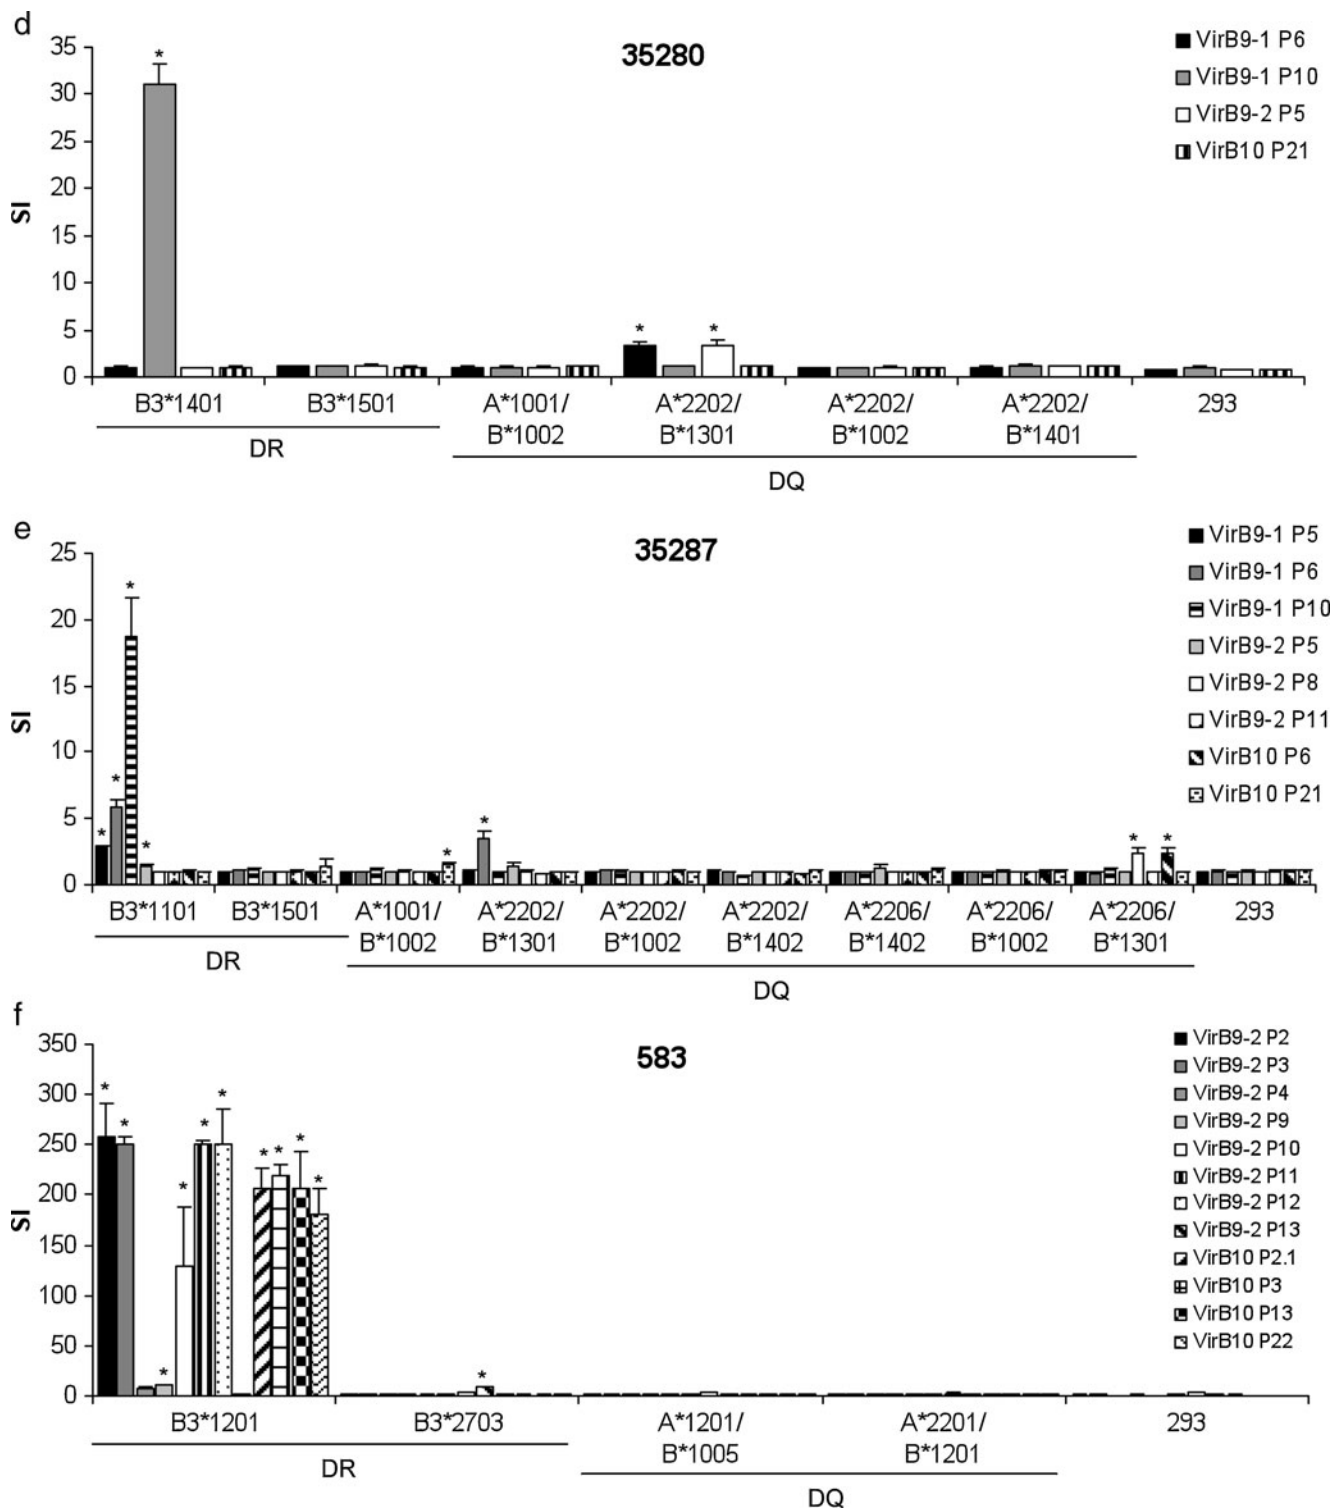 d
35280
SI
35
30
25
20
15
10
5
0
* * *
VirB9-1 P6
VirB9-1 P10
VirB9-2 P5
VirB10 P21
B3*1401 B3*1501 A*1001/ A*2202/ A*2202/ A*2202/ 293
B*1002 B*1301 B*1002 B*1401
DR
DQ
e
35287
SI
25
20
15
10
5
0
* * * * * * * *
VirB9-1 P5
VirB9-1 P6
VirB9-1 P10
VirB9-2 P5
VirB9-2 P8
VirB9-2 P11
VirB10 P6
VirB10 P21
B3*1101 B3*1501 A*1001/ A*2202/ A*2202/ A*2202/ A*2206/ A*2206/ A*2206/ 293
B*1002 B*1301 B*1002 B*1402 B*1402 B*1002 B*1301
DR
DQ
f
583
SI
350
300
250
200
150
100
50
0
* * * * * * * * * * *
VirB9-2 P2
VirB9-2 P3
VirB9-2 P4
VirB9-2 P9
VirB9-2 P10
VirB9-2 P11
VirB9-2 P12
VirB9-2 P13
VirB10 P2.1
VirB10 P3
VirB10 P13
VirB10 P22
B3*1201 B3*2703 A*1201/ A*2201/ 293
B*1005 B*1201
DR
DQ